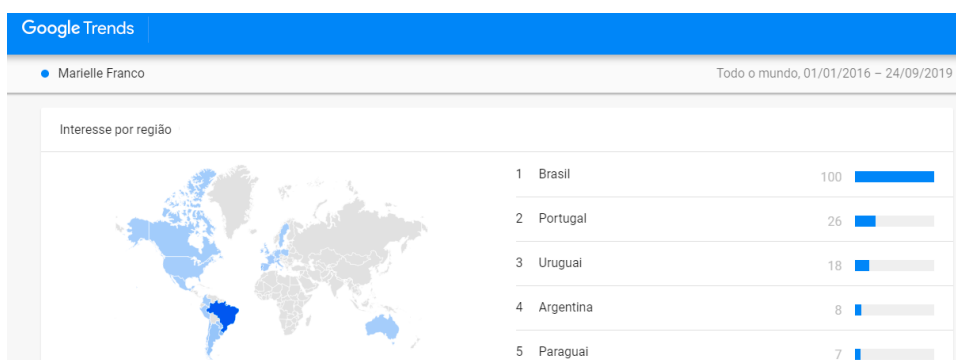 Google Trends
Marielle Franco Todo o mundo, 01/01/2016 – 24/09/2019
Interesse por região
1 Brasil 100
2 Portugal 26
3 Uruguai 18
4 Argentina 8
5 Paraguai 7